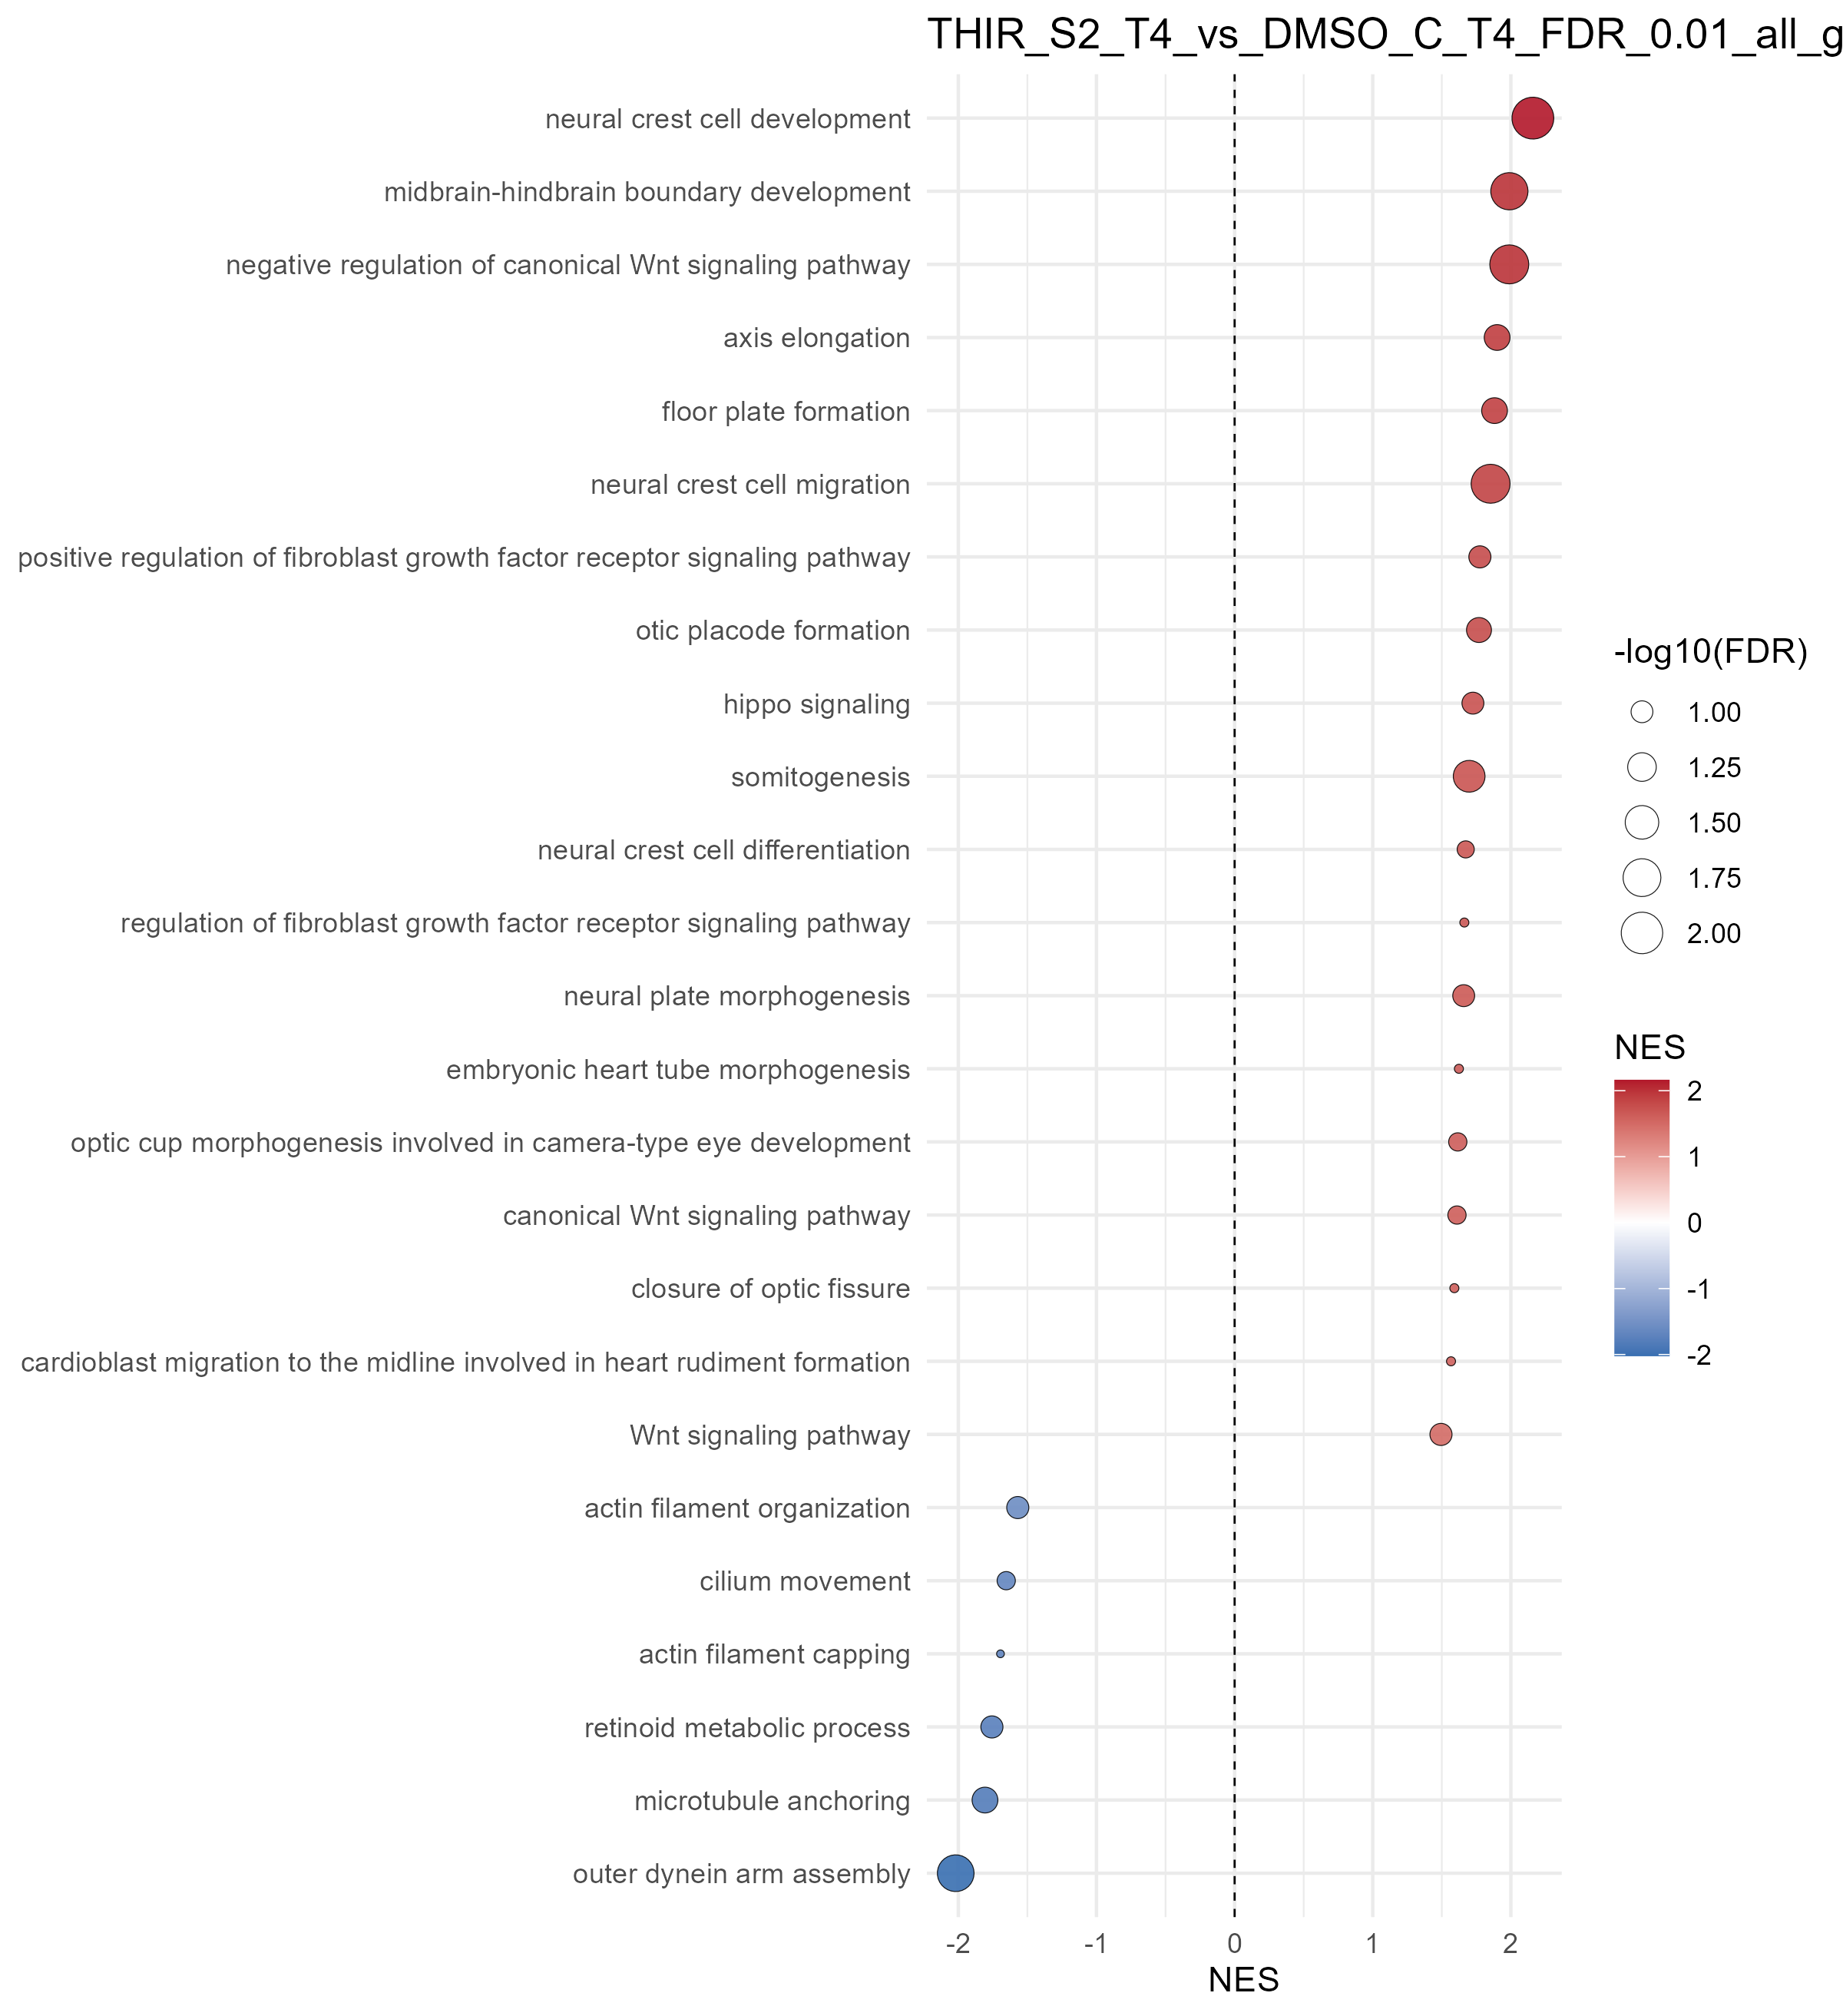 THIR_S2_T4_vs_DMSO_C_T4_FDR_0.01_all_g
neural crest cell development
midbrain-hindbrain boundary development
negative regulation of canonical Wnt signaling pathway
axis elongation
floor plate formation
neural crest cell migration
positive regulation of fibroblast growth factor receptor signaling pathway
otic placode formation
hippo signaling
somitogenesis
neural crest cell differentiation
regulation of fibroblast growth factor receptor signaling pathway
neural plate morphogenesis
embryonic heart tube morphogenesis
optic cup morphogenesis involved in camera-type eye development
canonical Wnt signaling pathway
closure of optic fissure
cardioblast migration to the midline involved in heart rudiment formation
Wnt signaling pathway
actin filament organization
cilium movement
actin filament capping
retinoid metabolic process
microtubule anchoring
outer dynein arm assembly
-2 -1 0 1 2
NES
-log10(FDR)
1.00
1.25
1.50
1.75
2.00
NES
2
1
0
-1
-2